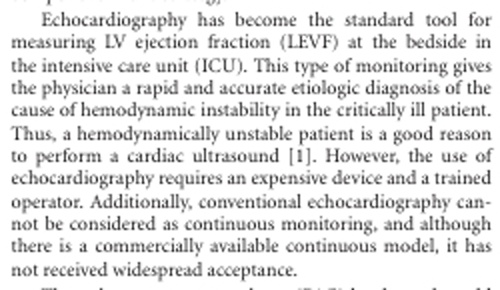 Echocardiography has become the standard tool for
measuring LV ejection fraction (LEVF) at the bedside in
the intensive care unit (ICU). This type of monitoring gives
the physician a rapid and accurate etiologic diagnosis of the
cause of hemodynamic instability in the critically ill patient.
Thus, a hemodynamically unstable patient is a good reason
to perform a cardiac ultrasound [1]. However, the use of
echocardiography requires an expensive device and a trained
operator. Additionally, conventional echocardiography can-
not be considered as continuous monitoring, and although
there is a commercially available continuous model, it has
not received widespread acceptance.